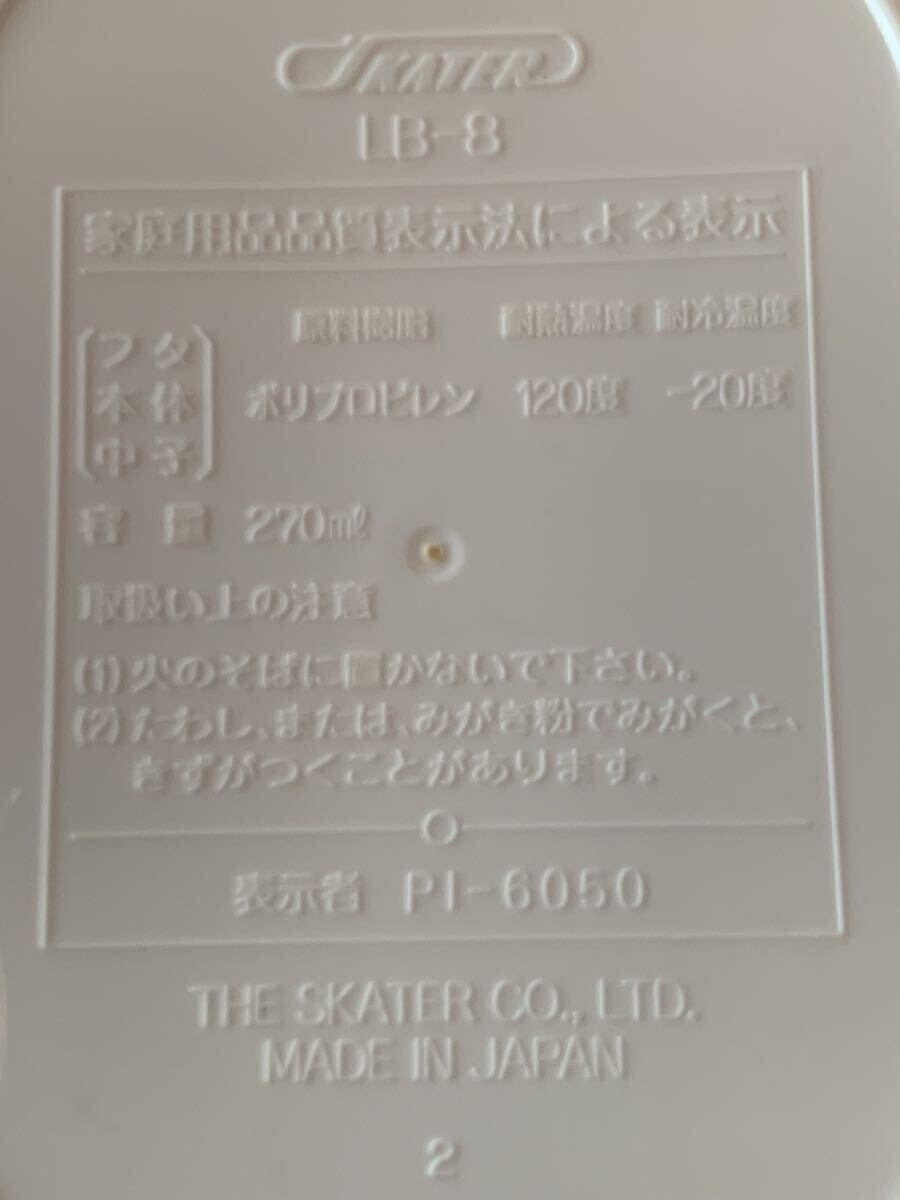 SKATER
LB-8
家庭用品品質表示法による表示
原料樹脂 耐熱温度 耐冷温度
フタ
本体 ポリプロピレン 120度 -20度
中子
容量 270㎖
取扱い上の注意
(1)火のそばに置かないで下さい。
(2)たわし、または、みがき粉でみがくと、
きずがつくことがあります。
表示者 PI-6050
THE SKATER CO., LTD.
MADE IN JAPAN
2